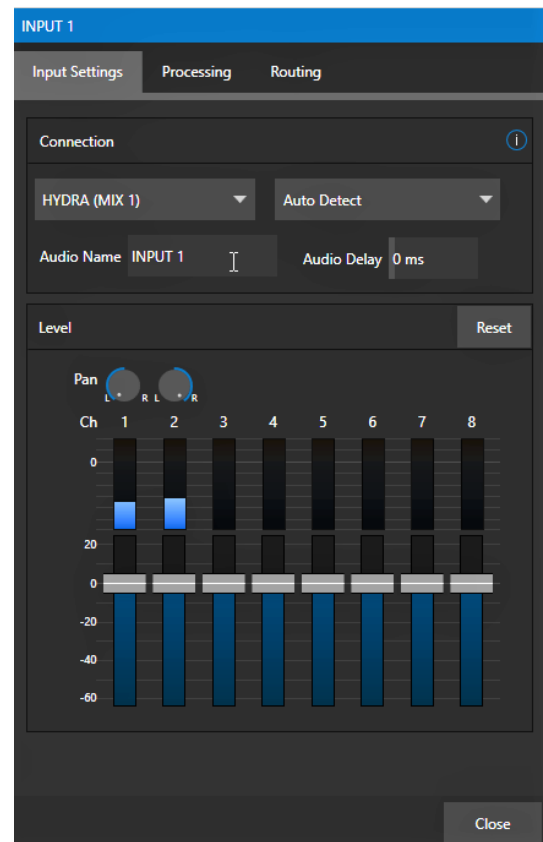 INPUT 1
Input Settings Processing Routing
Connection i
HYDRA (MIX 1) Auto Detect
Audio Name INPUT 1 Audio Delay 0 ms
Level Reset
Pan
L R L R
Ch 1 2 3 4 5 6 7 8
0
20
0
-20
-40
-60
Close